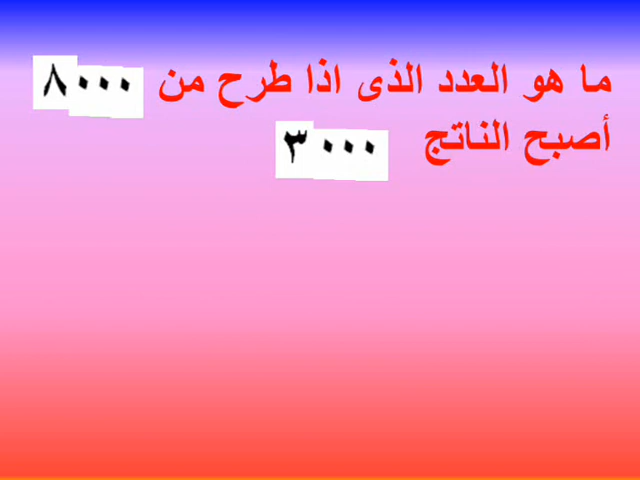 ما هو العدد الذى اذا طرح من ٨٠٠٠
أصبح الناتج ٣٠٠٠